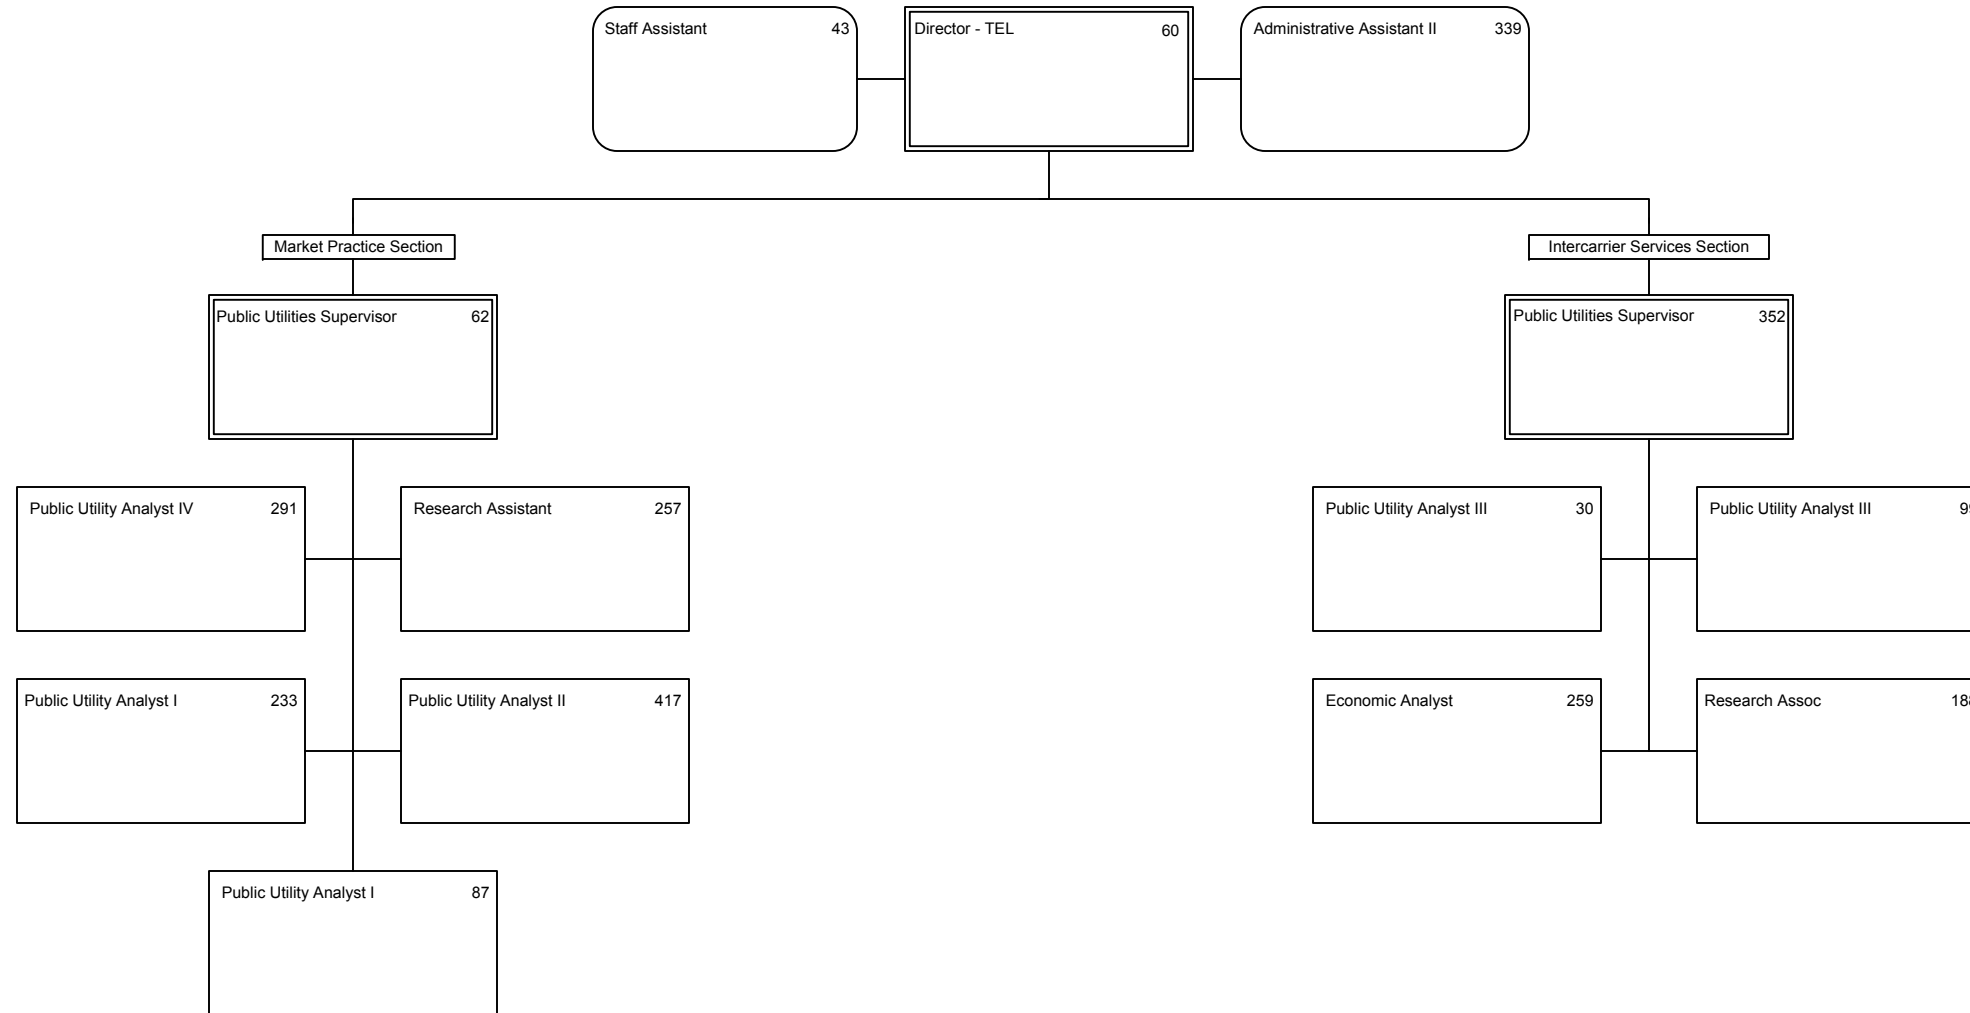 Staff Assistant 43
Director - TEL 60
Administrative Assistant II 339
Market Practice Section
Intercarrier Services Section
Public Utilities Supervisor 62
Public Utilities Supervisor 352
Public Utility Analyst IV 291
Research Assistant 257
Public Utility Analyst III 30
Public Utility Analyst III
Public Utility Analyst I 233
Public Utility Analyst II 417
Economic Analyst 259
Research Assoc
Public Utility Analyst I 87